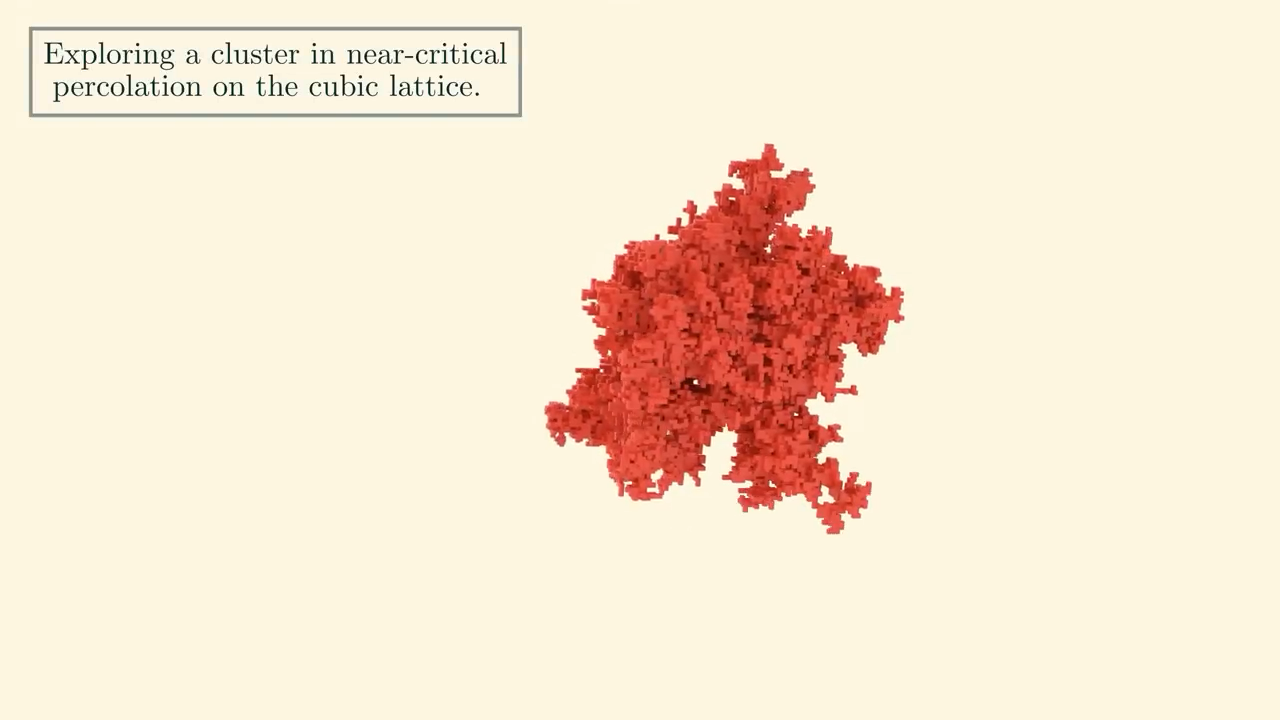 Exploring a cluster in near-critical
percolation on the cubic lattice.